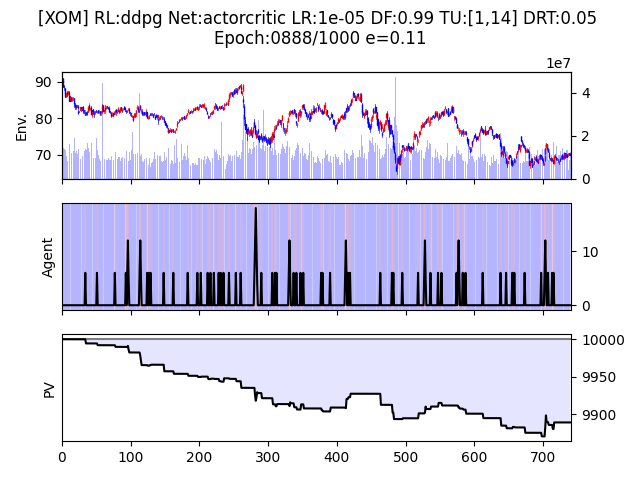 [XOM] RL:ddpg Net:actorcritic LR:1e-05 DF:0.99 TU:[1,14] DRT:0.05
Epoch:0888/1000 e=0.11
1e7
90
80
70
Env.
4
2
0
Agent
10
0
PV
10000
9950
9900
0 100 200 300 400 500 600 700